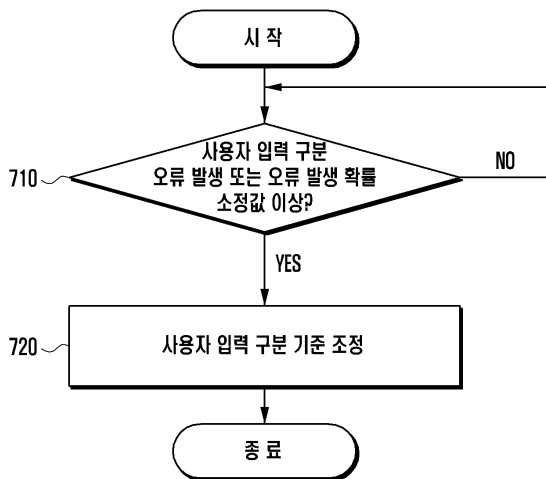 시 작
사용자 입력 구분
오류 발생 또는 오류 발생 확률
소정값 이상?
710
NO
YES
720
사용자 입력 구분 기준 조정
종 료